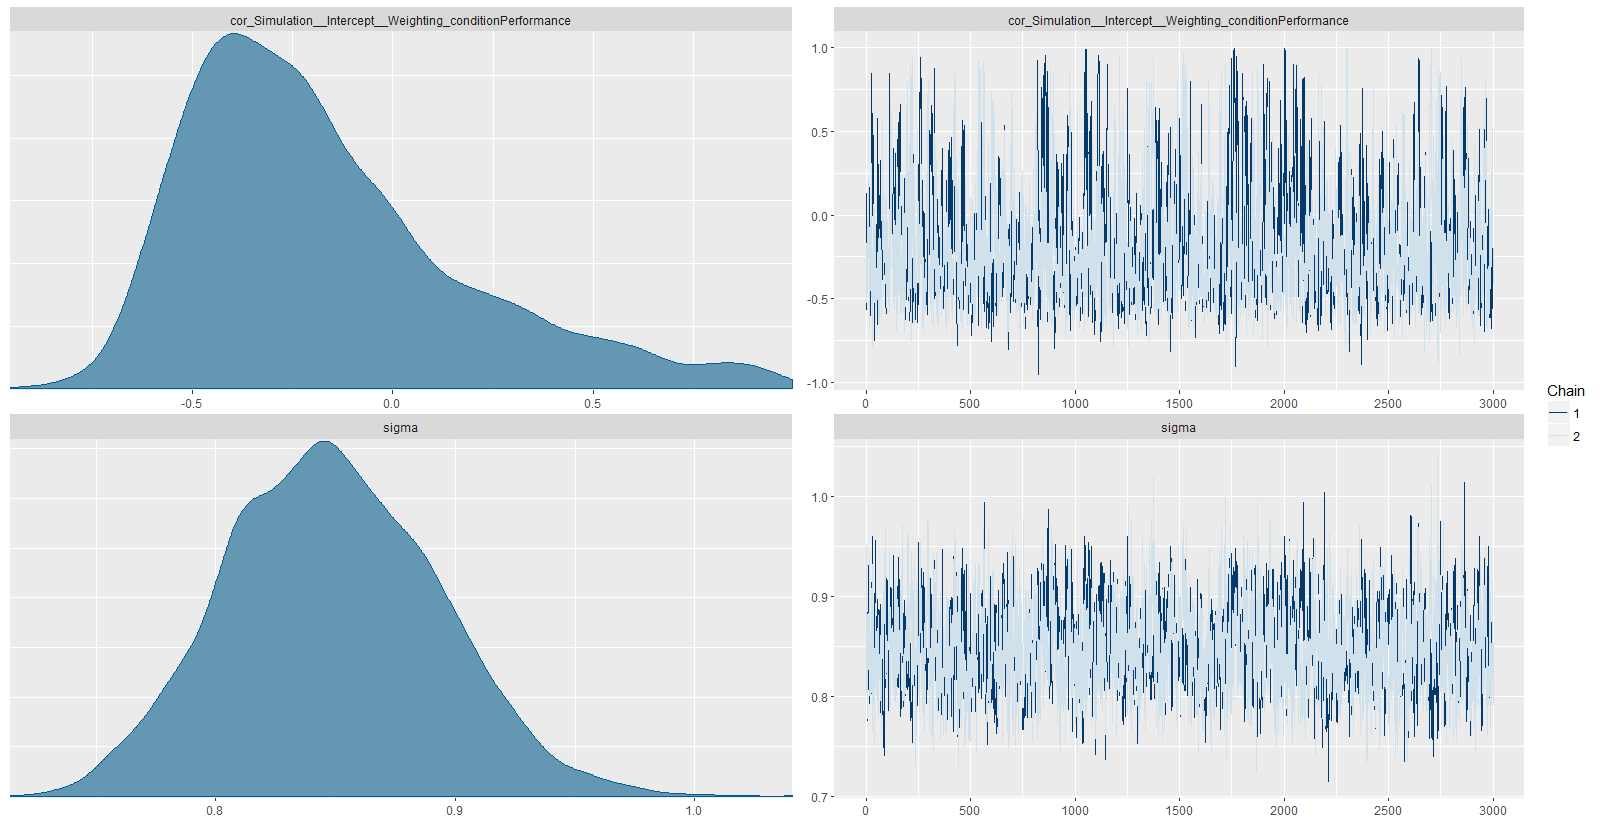 cor_Simulation__Intercept__Weighting_conditionPerformance
cor_Simulation__Intercept__Weighting_conditionPerformance
1.0
0.5
0.0
-0.5
-1.0
-0.5 0.0 0.5
0 500 1000 1500 2000 2500 3000
Chain
1
2
sigma
sigma
1.0
0.9
0.8
0.7
0.8 0.9 1.0
0 500 1000 1500 2000 2500 3000